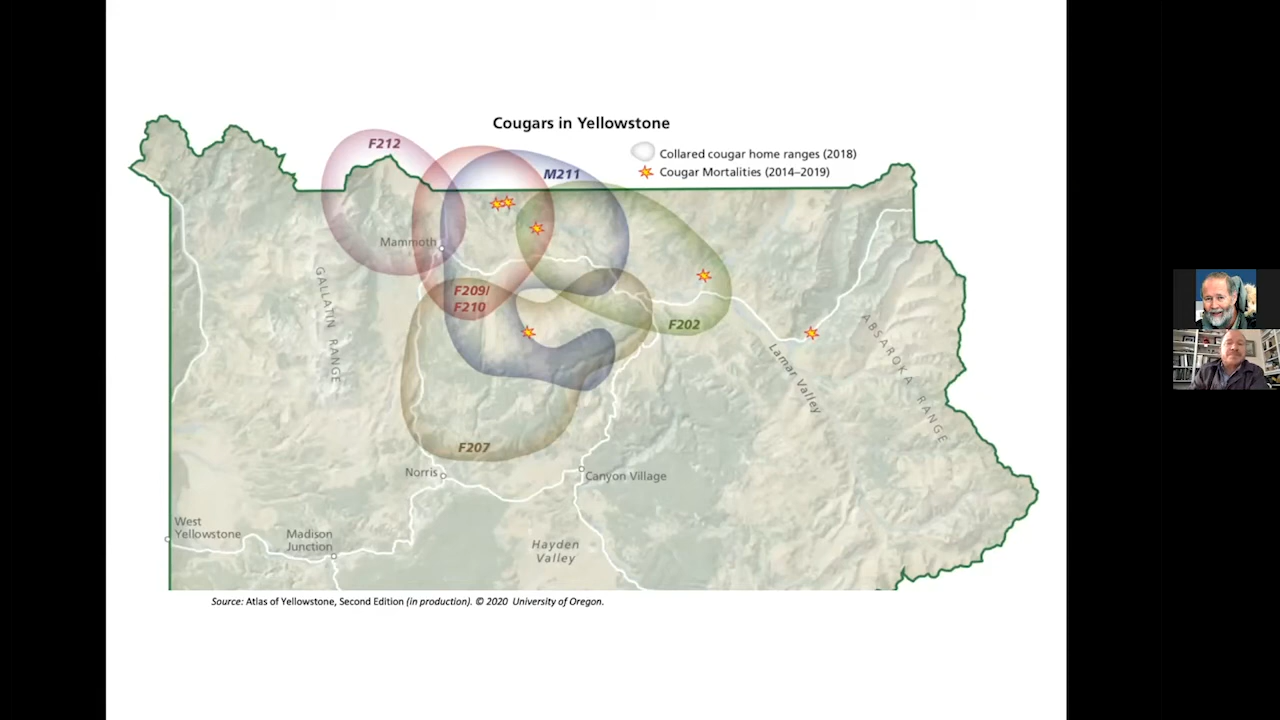 Cougars in Yellowstone
Collared cougar home ranges (2018)
Cougar Mortalities (2014–2019)
F212
M211
Mammoth
F209/
F210
F202
GALLATIN RANGE
Lamar Valley
ABSAROKA RANGE
F207
Norris
Canyon Village
West
Yellowstone
Madison
Junction
Hayden
Valley
Source: Atlas of Yellowstone, Second Edition (in production). © 2020 University of Oregon.